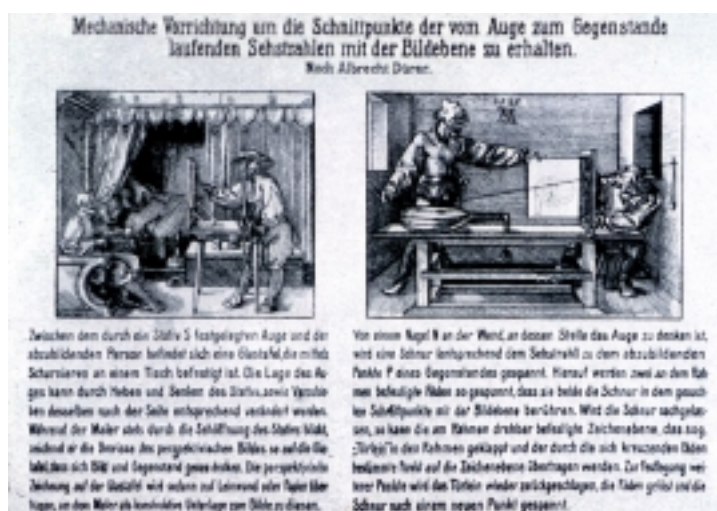 Mechanische Vorrichtung um die Schnittpunkte der vom Auge zum Gegenstande
laufenden Sehstrahlen mit der Bildebene zu erhalten.
Nach Albrecht Dürer.
Zwischen dem durch ein Stativ S festgelegten Auge und der
abzubildenden Person befindet sich eine Glastafel, die mittels
Scharnieren an einem Tisch befestigt ist. Die Lage des Au-
ges kann durch Heben und Senken des Stativs, sowie Verschie-
ben desselben nach der Seite entsprechend verändert werden.
Während der Maler stets durch die Schöffnung des Stativs blickt,
zeichnet er die Umrisse des perspektivischen Bildes so auf die Glas-
tafel, dass sich Bild und Gegenstand genau decken. Die perspektivische
Zeichnung auf der Glastafel wird sodann auf Leinwand oder Papier über-
tragen, um dem Maler als konstruktive Unterlage zum Bilde zu dienen.
Von einem Nagel N an der Wand, an dessen Stelle das Auge zu denken ist,
wird eine Schnur (entsprechend dem Sehstrahl) zu dem abzubildenden
Punkte P eines Gegenstandes gespannt. Hierauf werden zwei an dem Rah-
men befestigte Fäden so gespannt, dass sie beide die Schnur in dem gesuch-
ten Schnittpunkte mit der Bildebene berühren. Wird die Schnur nachgelas-
sen, so kann die am Rahmen drehbar befestigte Zeichenebene, das sog.
„Türlein" in den Rahmen geklappt und der durch die sich kreuzenden Fäden
bestimmte Punkt auf die Zeichenebene übertragen werden. Zur Festlegung wei-
terer Punkte wird das Türlein wieder zurückgeschlagen, die Fäden gelöst und die
Schnur nach einem neuen Punkt gespannt.